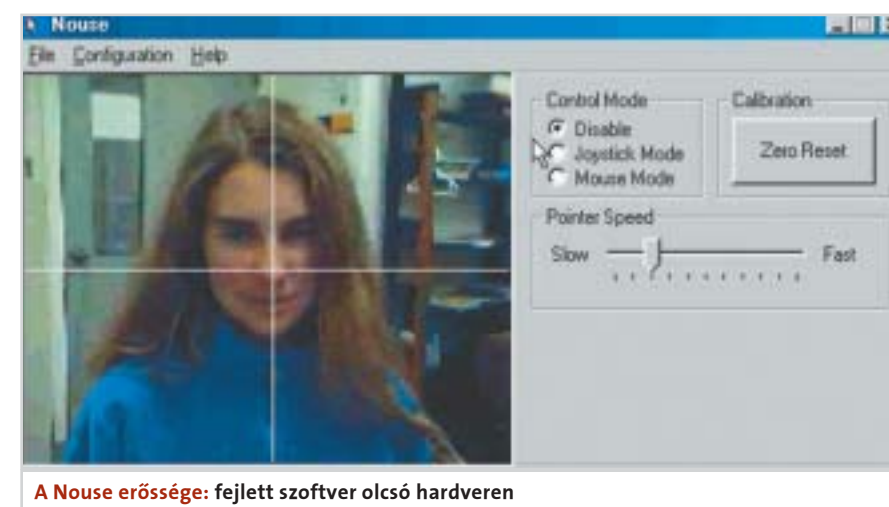 Nouse
File Configuration Help
Control Mode
Disable
Joystick Mode
Mouse Mode
Calibration
Zero Reset
Pointer Speed
Slow Fast
A Nouse erőssége: fejlett szoftver olcsó hardveren